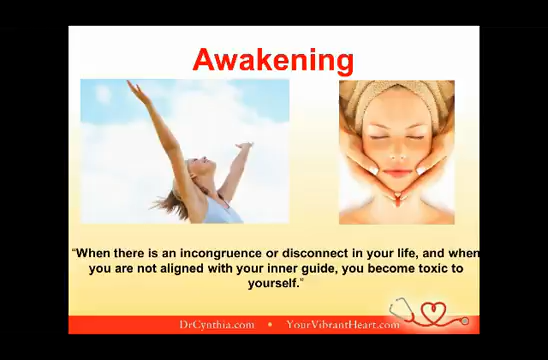 Awakening
"When there is an incongruence or disconnect in your life, and when
you are not aligned with your inner guide, you become toxic to
yourself."
DrCynthia.com • YourVibrantHeart.com